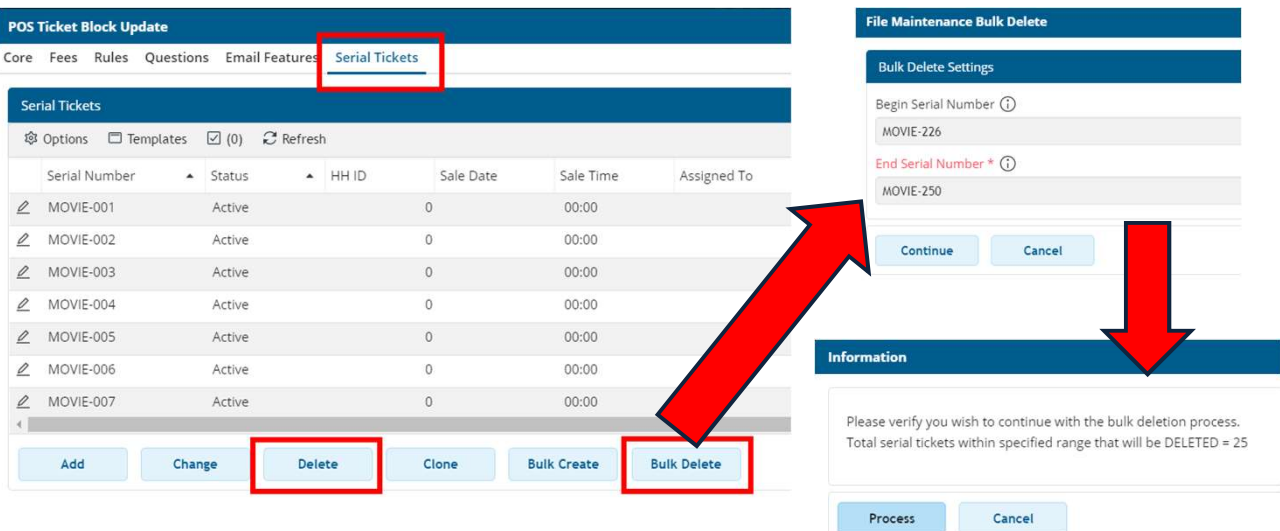 POS Ticket Block Update
Core Fees Rules Questions Email Features Serial Tickets
Serial Tickets
Options Templates (0) Refresh
Serial Number Status HH ID Sale Date Sale Time Assigned To
MOVIE-001 Active 0 00:00
MOVIE-002 Active 0 00:00
MOVIE-003 Active 0 00:00
MOVIE-004 Active 0 00:00
MOVIE-005 Active 0 00:00
MOVIE-006 Active 0 00:00
MOVIE-007 Active 0 00:00
Add Change Delete Clone Bulk Create Bulk Delete
File Maintenance Bulk Delete
Bulk Delete Settings
Begin Serial Number
MOVIE-226
End Serial Number *
MOVIE-250
Continue Cancel
Information
Please verify you wish to continue with the bulk deletion process.
Total serial tickets within specified range that will be DELETED = 25
Process Cancel